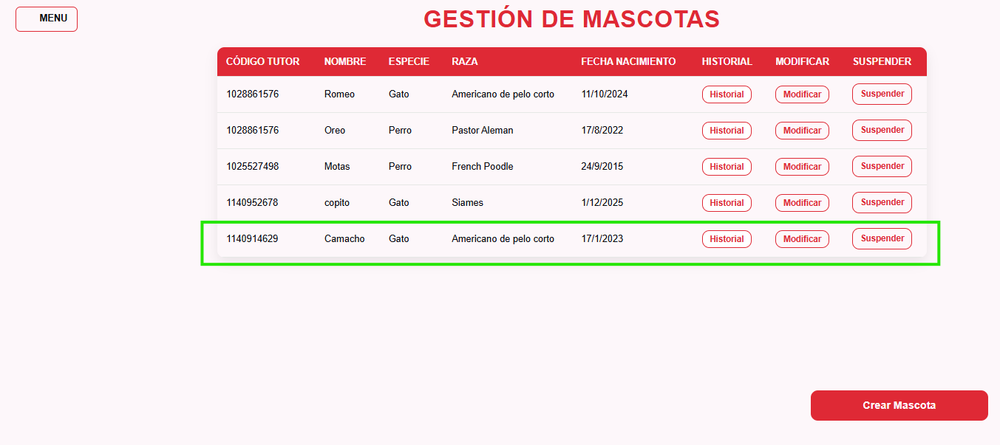 MENU
GESTIÓN DE MASCOTAS
CÓDIGO TUTOR NOMBRE ESPECIE RAZA FECHA NACIMIENTO HISTORIAL MODIFICAR SUSPENDER
1028861576 Romeo Gato Americano de pelo corto 11/10/2024 Historial Modificar Suspender
1028861576 Oreo Perro Pastor Aleman 17/8/2022 Historial Modificar Suspender
1025527498 Motas Perro French Poodle 24/9/2015 Historial Modificar Suspender
1140952678 copito Gato Siames 1/12/2025 Historial Modificar Suspender
1140914629 Camacho Gato Americano de pelo corto 17/1/2023 Historial Modificar Suspender
Crear Mascota